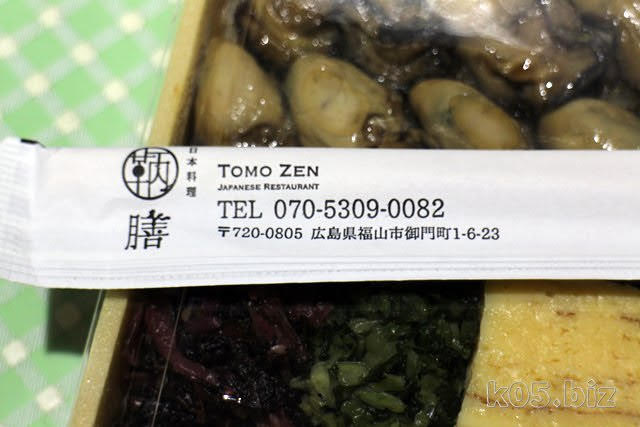 鞆
膳
日本料理
TOMO ZEN
JAPANESE RESTAURANT
TEL 070-5309-0082
〒720-0805 広島県福山市御門町1-6-23
k05.biz